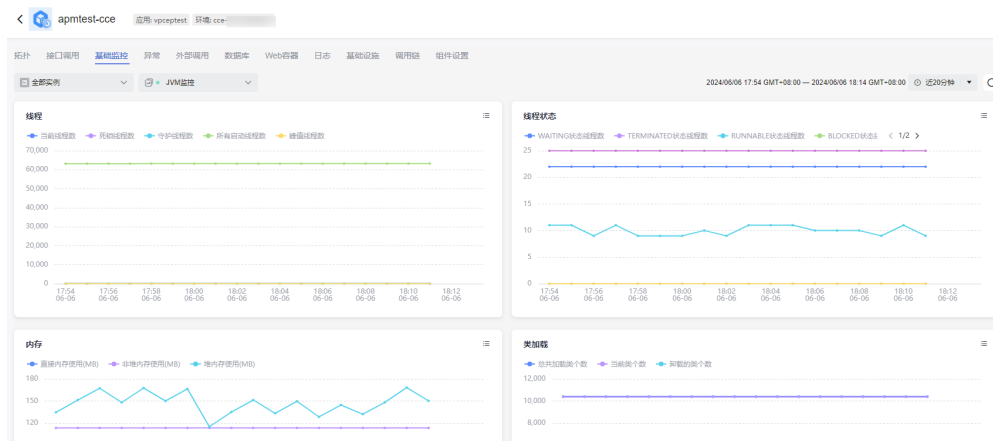 apmtest-cce 应用: vpceptest 环境: cce-
拓扑 接口调用 基础监控 异常 外部调用 数据库 Web容器 日志 基础设施 调用链 组件设置
全部实例 JVM监控 2024/06/06 17:54 GMT+08:00 — 2024/06/06 18:14 GMT+08:00 近20分钟
线程
当前线程数 死锁线程数 守护线程数 所有启动线程数 峰值线程数
70,000
60,000
50,000
40,000
30,000
20,000
10,000
0
17:54 17:56 17:58 18:00 18:02 18:04 18:06 18:08 18:10 18:12
06-06 06-06 06-06 06-06 06-06 06-06 06-06 06-06 06-06 06-06
线程状态
WAITING状态线程数 TERMINATED状态线程数 RUNNABLE状态线程数 BLOCKED状态 1/2
25
20
15
10
5
0
17:54 17:56 17:58 18:00 18:02 18:04 18:06 18:08 18:10 18:12
06-06 06-06 06-06 06-06 06-06 06-06 06-06 06-06 06-06 06-06
内存
直接内存使用(MB) 非堆内存使用(MB) 堆内存使用(MB)
180
150
120
类加载
总共加载类个数 当前类个数 卸载的类个数
12,000
10,000
8,000